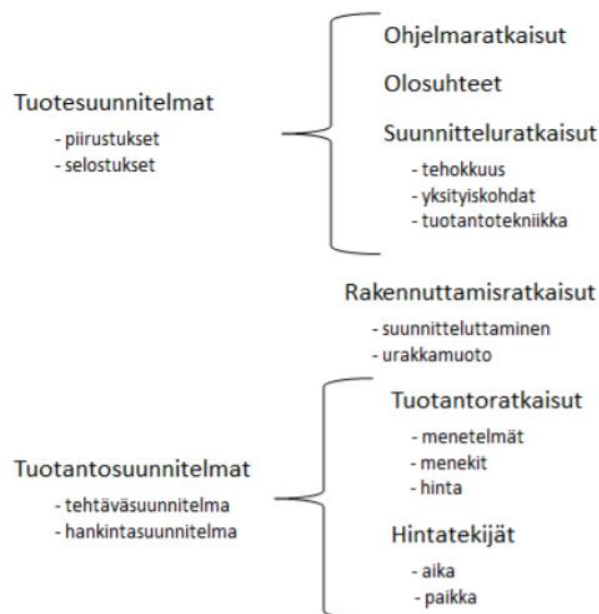 Tuotesuunnitelmat
- piirustukset
- selostukset
Ohjelmaratkaisut
Olosuhteet
Suunnitteluratkaisut
- tehokkuus
- yksityiskohdat
- tuotantotekniikka
Rakennuttamisratkaisut
- suunnitteluttaminen
- urakkamuoto
Tuotantosuunnitelmat
- tehtäväsuunnitelma
- hankintasuunnitelma
Tuotantoratkaisut
- menetelmät
- menekit
- hinta
Hintatekijät
- aika
- paikka